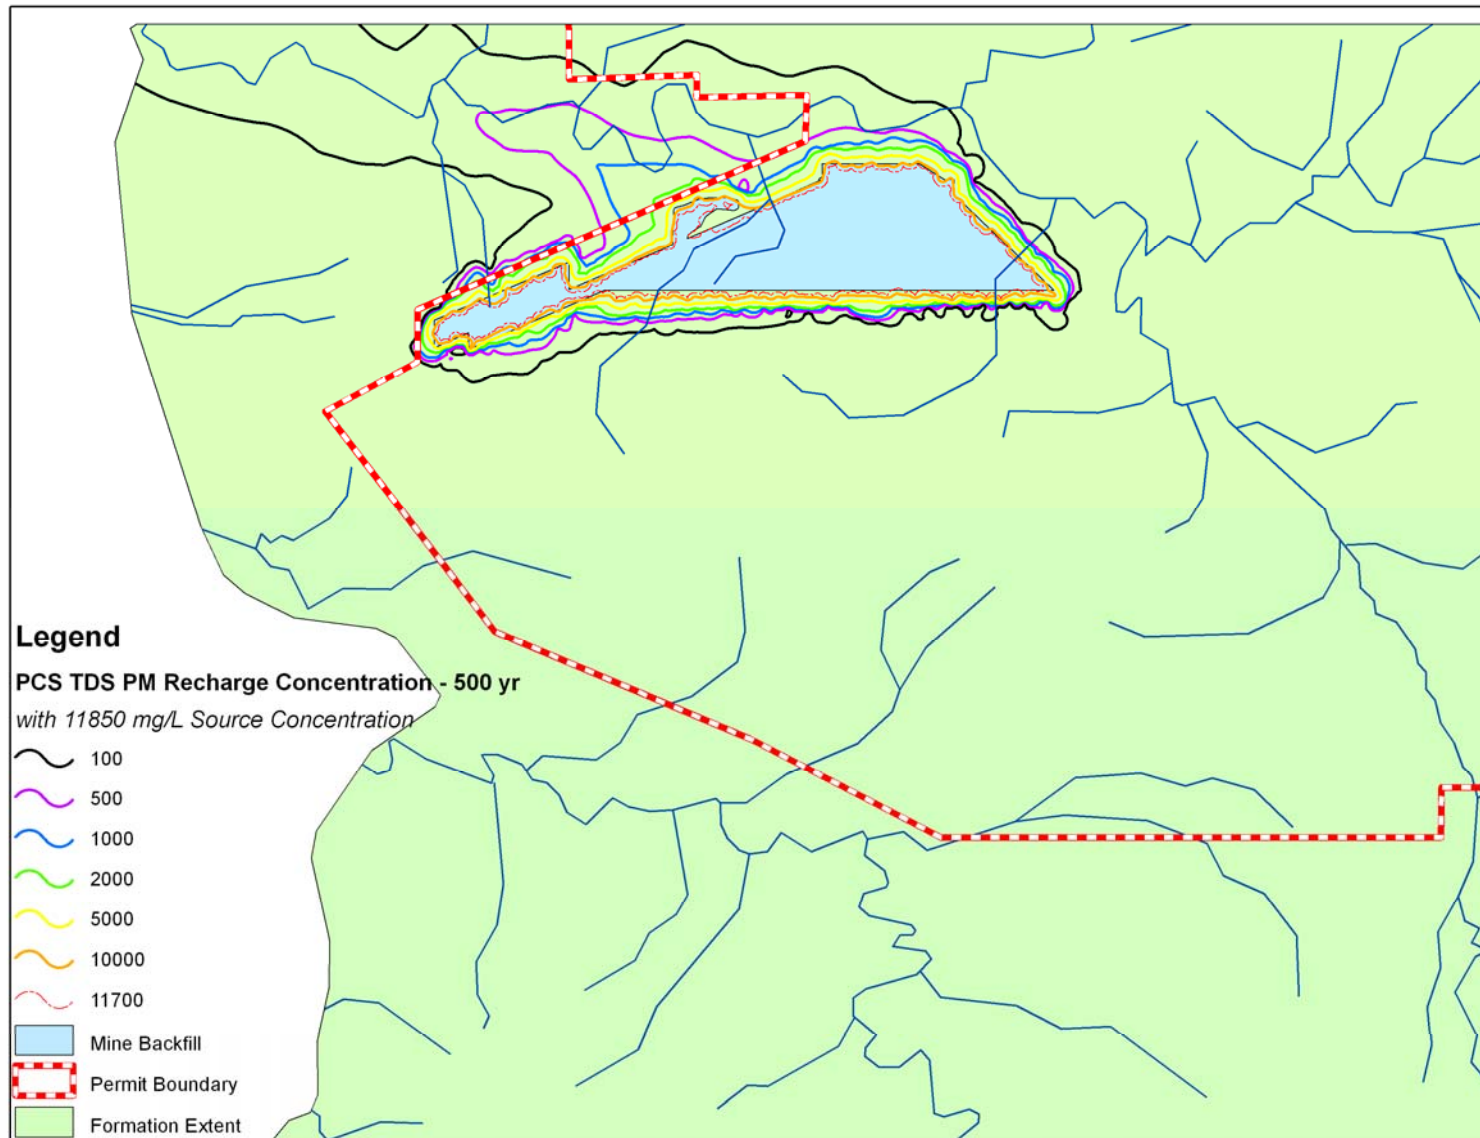 Legend
PCS TDS PM Recharge Concentration - 500 yr
with 11850 mg/L Source Concentration
100
500
1000
2000
5000
10000
11700
Mine Backfill
Permit Boundary
Formation Extent